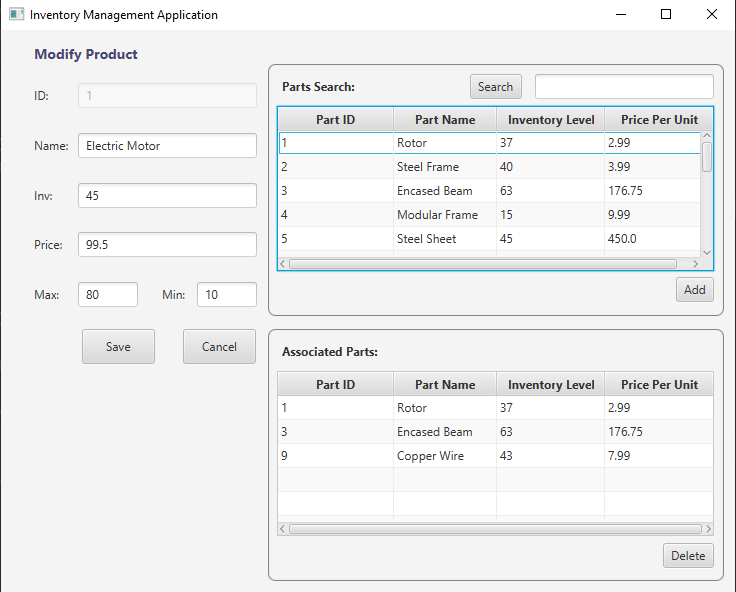 Inventory Management Application
Modify Product
ID: 1
Name: Electric Motor
Inv: 45
Price: 99.5
Max: 80 Min: 10
Save Cancel
Parts Search: Search
Part ID Part Name Inventory Level Price Per Unit
1 Rotor 37 2.99
2 Steel Frame 40 3.99
3 Encased Beam 63 176.75
4 Modular Frame 15 9.99
5 Steel Sheet 45 450.0
Add
Associated Parts:
Part ID Part Name Inventory Level Price Per Unit
1 Rotor 37 2.99
3 Encased Beam 63 176.75
9 Copper Wire 43 7.99
Delete